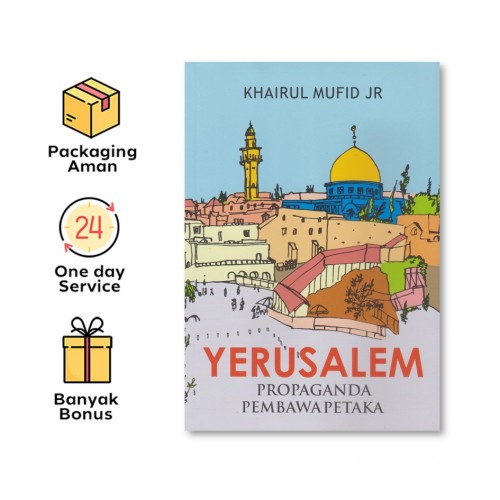 Packaging
Aman
24
One day
Service
Banyak
Bonus
KHAIRUL MUFID JR
YERUSALEM
PROPAGANDA
PEMBAWA PETAKA